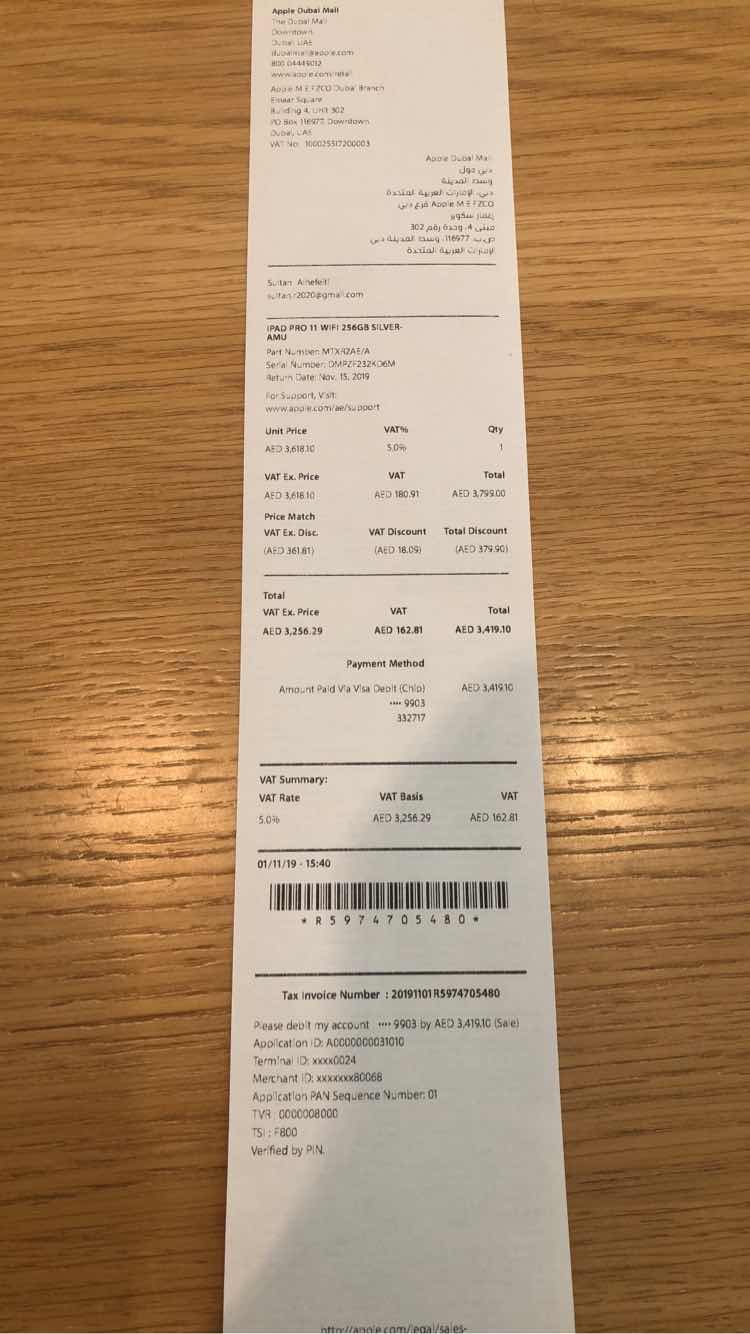 Apple Dubai Mall
The Dubai Mall
Downtown
Dubai, UAE
dubaimall@apple.com
800 04449012
www.apple.com/retail
Apple M E FZCO Dubai Branch
Emaar Square
Building 4, Unit 302
PO Box 116977, Downtown
Dubai, UAE
VAT No: 100025317200003
Apple Dubai Mall
دبي مول
وسط المدينة
دبي، الإمارات العربية المتحدة
Apple M E FZCO فرع دبي
إعمار سكوير
مبنى 4، وحدة رقم 302
ص.ب. 116977، وسط المدينة دبي
الإمارات العربية المتحدة
Sultan Alhefeiti
sultan.r2020@gmail.com
IPAD PRO 11 WIFI 256GB SILVER-
AMU
Part Number: MTXR2AE/A
Serial Number: DMPZF232KD6M
Return Date: Nov. 15, 2019
For Support, Visit:
www.apple.com/ae/support
Unit Price VAT% Qty
AED 3,618.10 5.0% 1
VAT Ex. Price VAT Total
AED 3,618.10 AED 180.91 AED 3,799.00
Price Match
VAT Ex. Disc. VAT Discount Total Discount
(AED 361.81) (AED 18.09) (AED 379.90)
Total
VAT Ex. Price VAT Total
AED 3,256.29 AED 162.81 AED 3,419.10
Payment Method
Amount Paid Via Visa Debit (Chip) AED 3,419.10
•••• 9903
332717
VAT Summary:
VAT Rate VAT Basis VAT
5.0% AED 3,256.29 AED 162.81
01/11/19 - 15:40
* R 5 9 7 4 7 0 5 4 8 0 *
Tax Invoice Number : 20191101R5974705480
Please debit my account •••• 9903 by AED 3,419.10 (Sale)
Application ID: A0000000031010
Terminal ID: xxxx0024
Merchant ID: xxxxxxx80068
Application PAN Sequence Number: 01
TVR : 0000008000
TSI : F800
Verified by PIN.
http://apple.com/legal/sales-